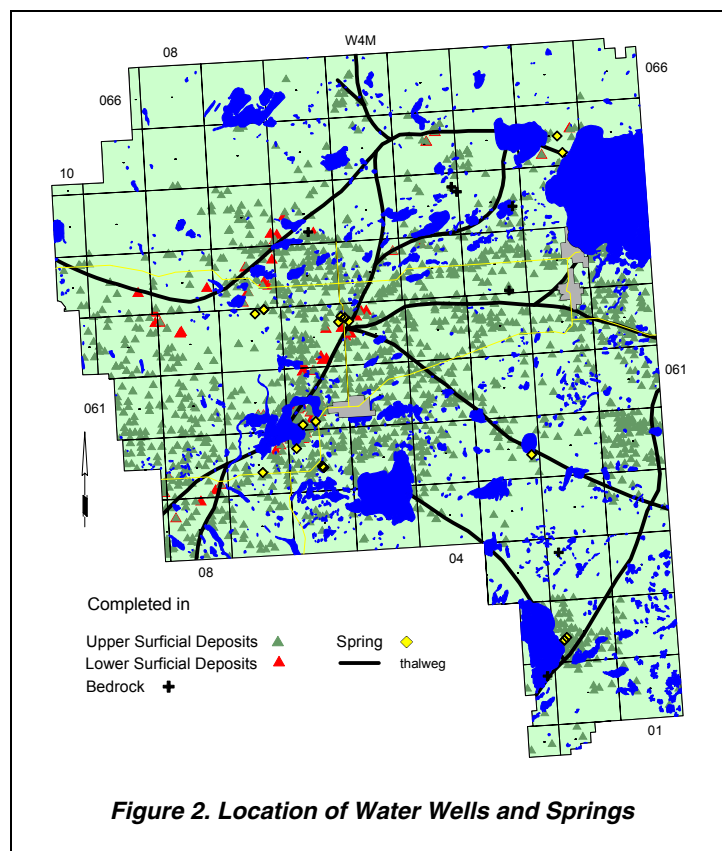 W4M
08
066
066
10
061
061
04
08
01
Completed in
Upper Surficial Deposits
Spring
Lower Surficial Deposits
thalweg
Bedrock
Figure 2. Location of Water Wells and Springs